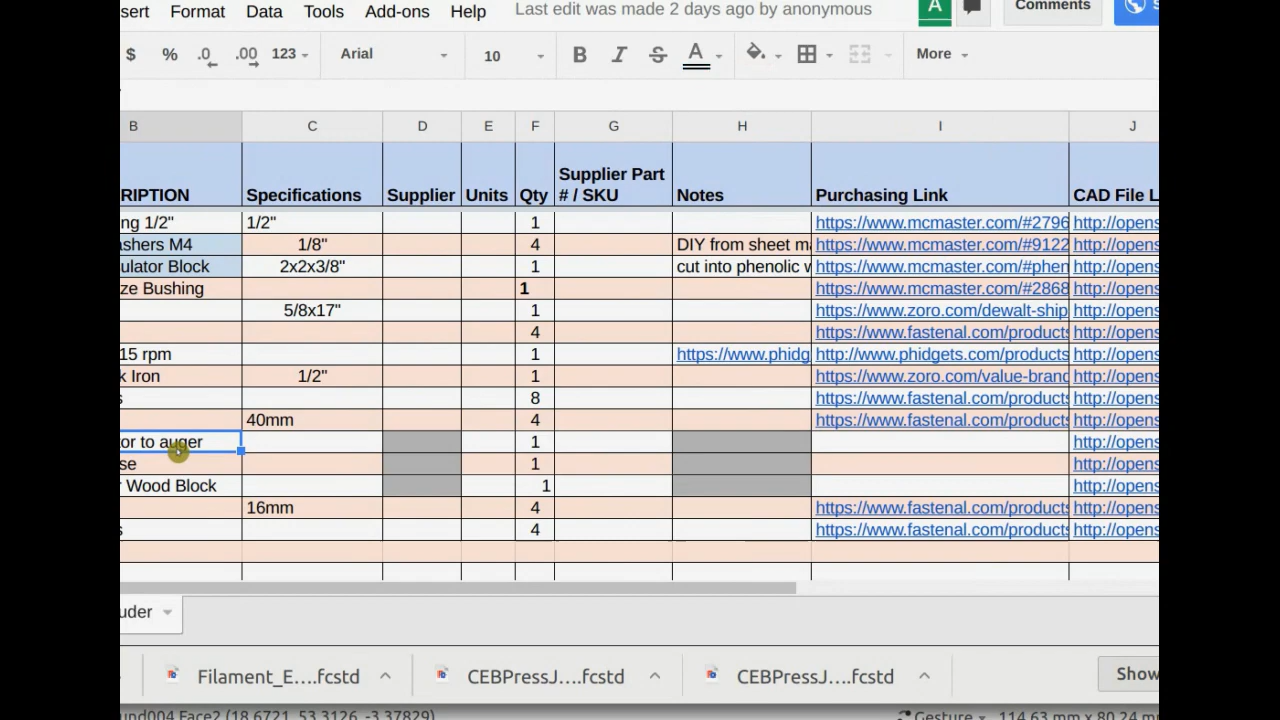 sert Format Data Tools Add-ons Help Last edit was made 2 days ago by anonymous A Comments S
$ % .0 .00 123 Arial 10 B I S A More
B C D E F G H I J
RIPTION Specifications Supplier Units Qty Supplier Part # / SKU Notes Purchasing Link CAD File L
ng 1/2" 1/2" 1 https://www.mcmaster.com/#2796 http://opens
ashers M4 1/8" 4 DIY from sheet ma https://www.mcmaster.com/#9122 http://opens
ulator Block 2x2x3/8" 1 cut into phenolic w https://www.mcmaster.com/#phen http://opens
ze Bushing 1 https://www.mcmaster.com/#2868 http://opens
5/8x17" 1 https://www.zoro.com/dewalt-ship http://opens
4 https://www.fastenal.com/products http://opens
15 rpm 1 https://www.phidg http://www.phidgets.com/products http://opens
k Iron 1/2" 1 https://www.zoro.com/value-brand http://opens
s 8 https://www.fastenal.com/products http://opens
40mm 4 https://www.fastenal.com/products http://opens
or to auger 1 http://opens
se 1 http://opens
r Wood Block 1 http://opens
16mm 4 https://www.fastenal.com/products http://opens
s 4 https://www.fastenal.com/products http://opens
uder
Filament_E....fcstd CEBPressJ....fcstd CEBPressJ....fcstd Show
und004.Face2 (18.6721, 53.3126, -3.37829) Gesture 114.63 mm x 80.24 mm